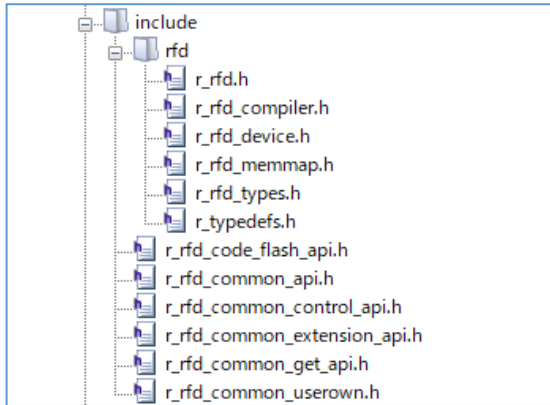 include
rfd
r_rfd.h
r_rfd_compiler.h
r_rfd_device.h
r_rfd_memmap.h
r_rfd_types.h
r_typedefs.h
r_rfd_code_flash_api.h
r_rfd_common_api.h
r_rfd_common_control_api.h
r_rfd_common_extension_api.h
r_rfd_common_get_api.h
r_rfd_common_userown.h